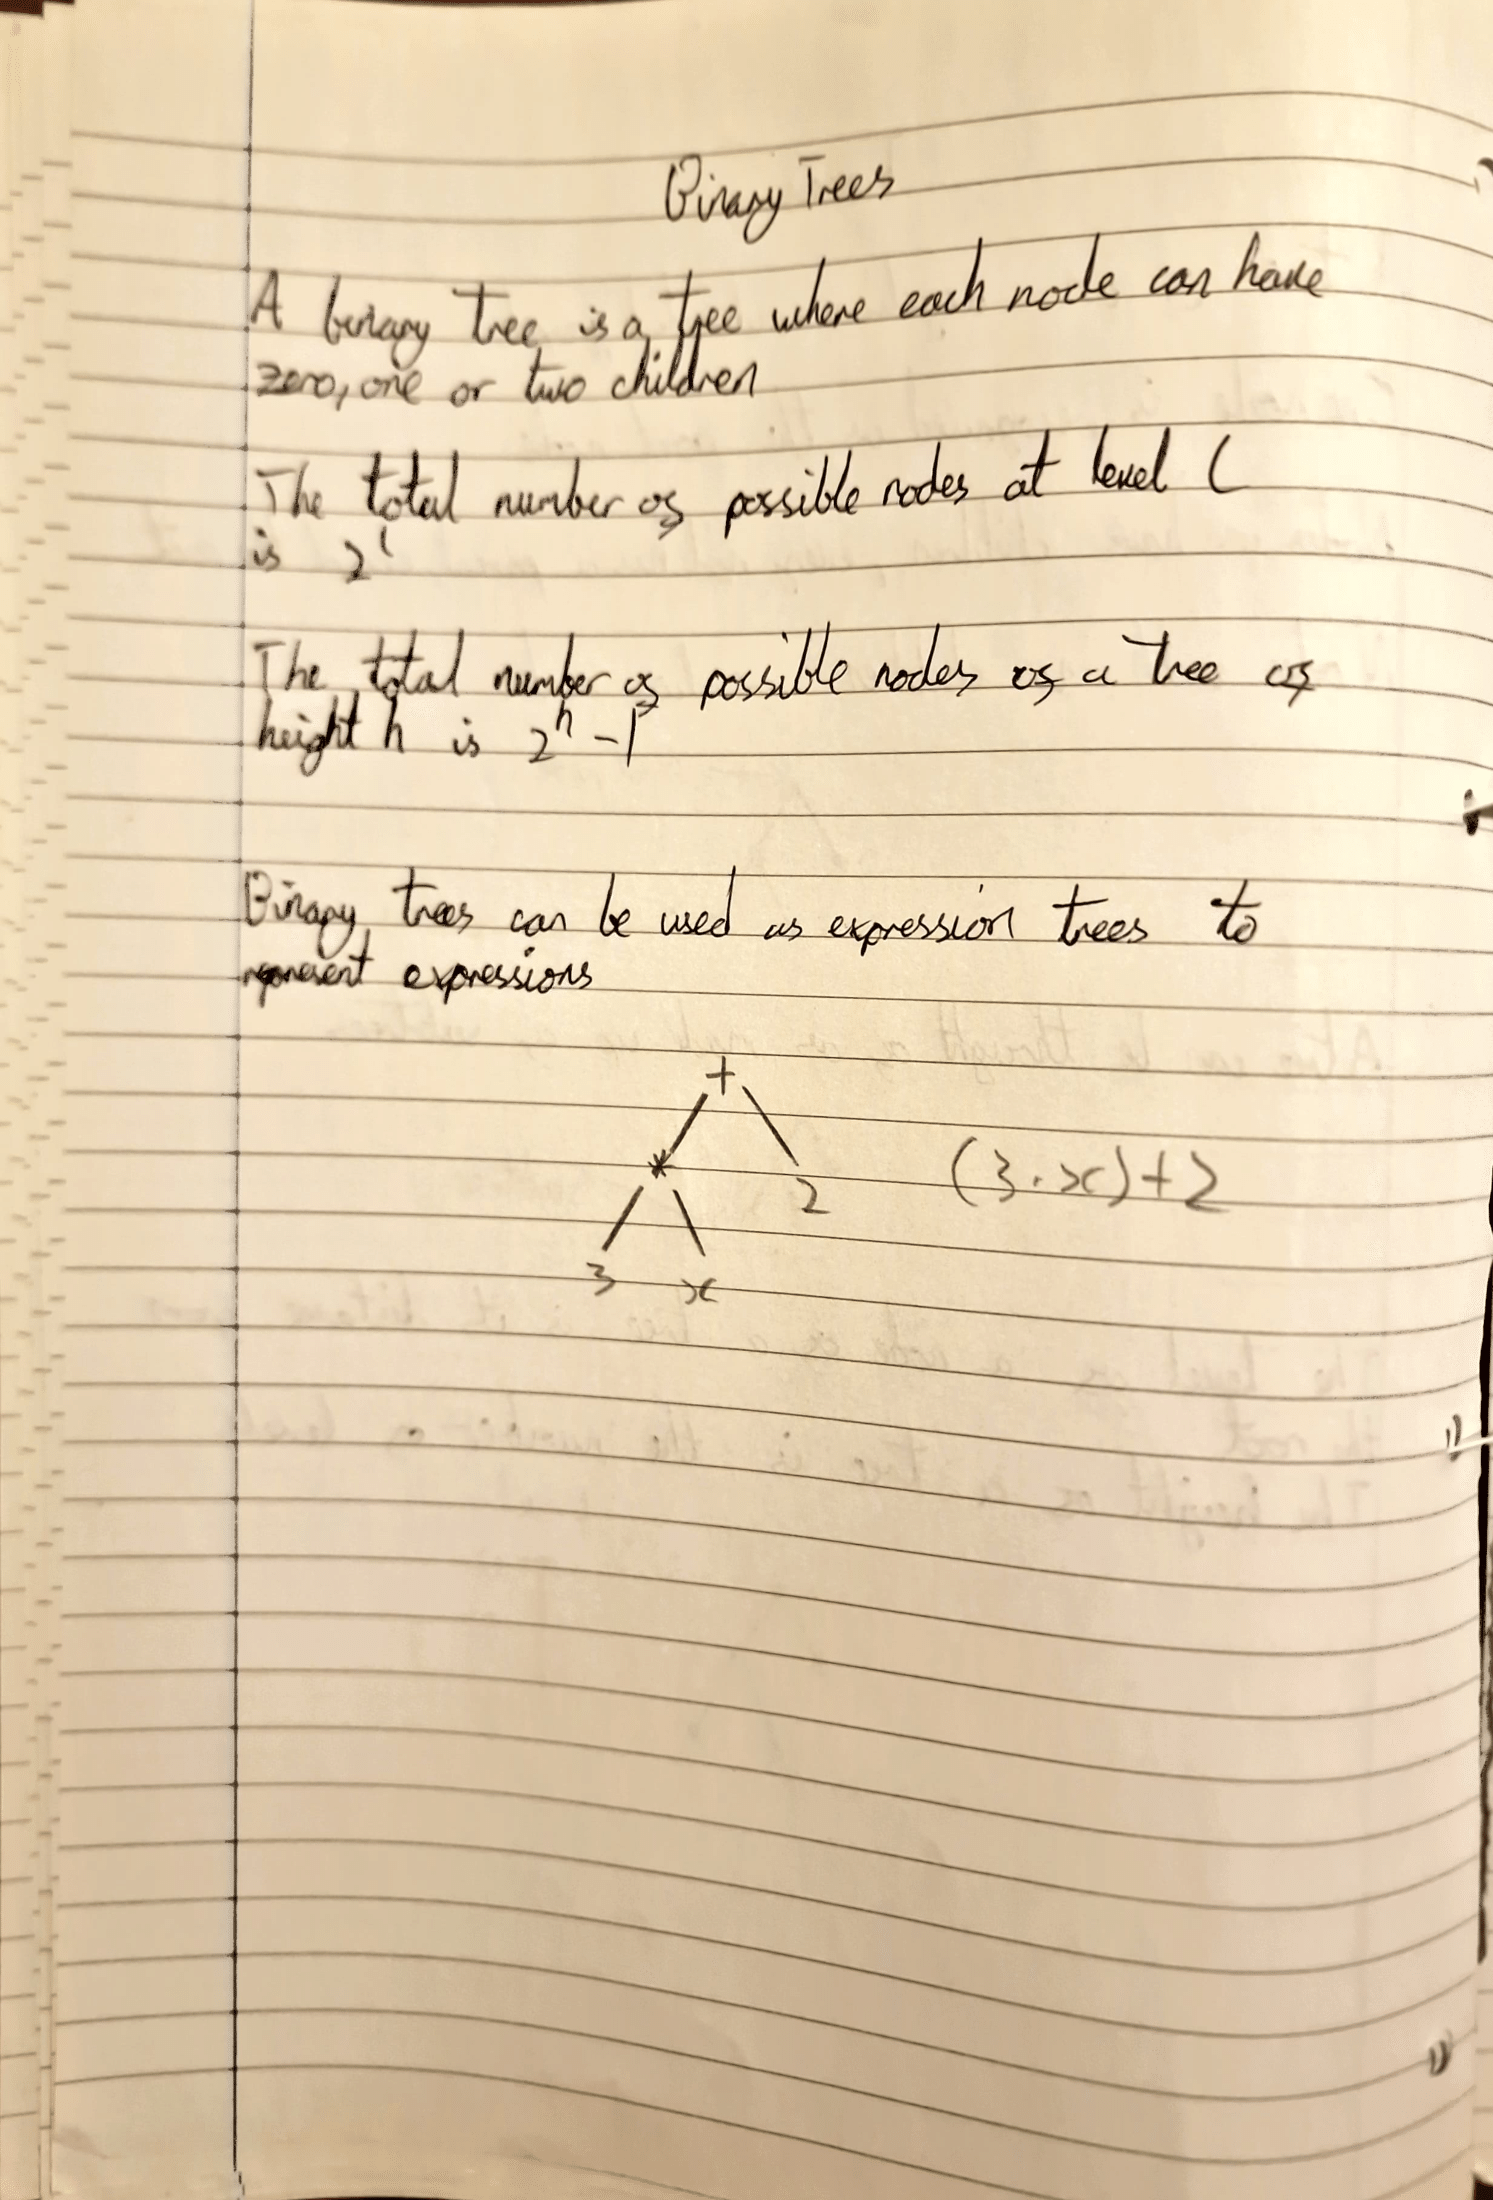 Binary Trees
A binary tree is a tree where each node can have
zero, one or two children
The total number of possible nodes at level l
is 2^l
The total number of possible nodes of a tree of
height h is 2^h - 1
Binary trees can be used as expression trees to
represent expressions
+
* 2
(3·x)+2
3 x